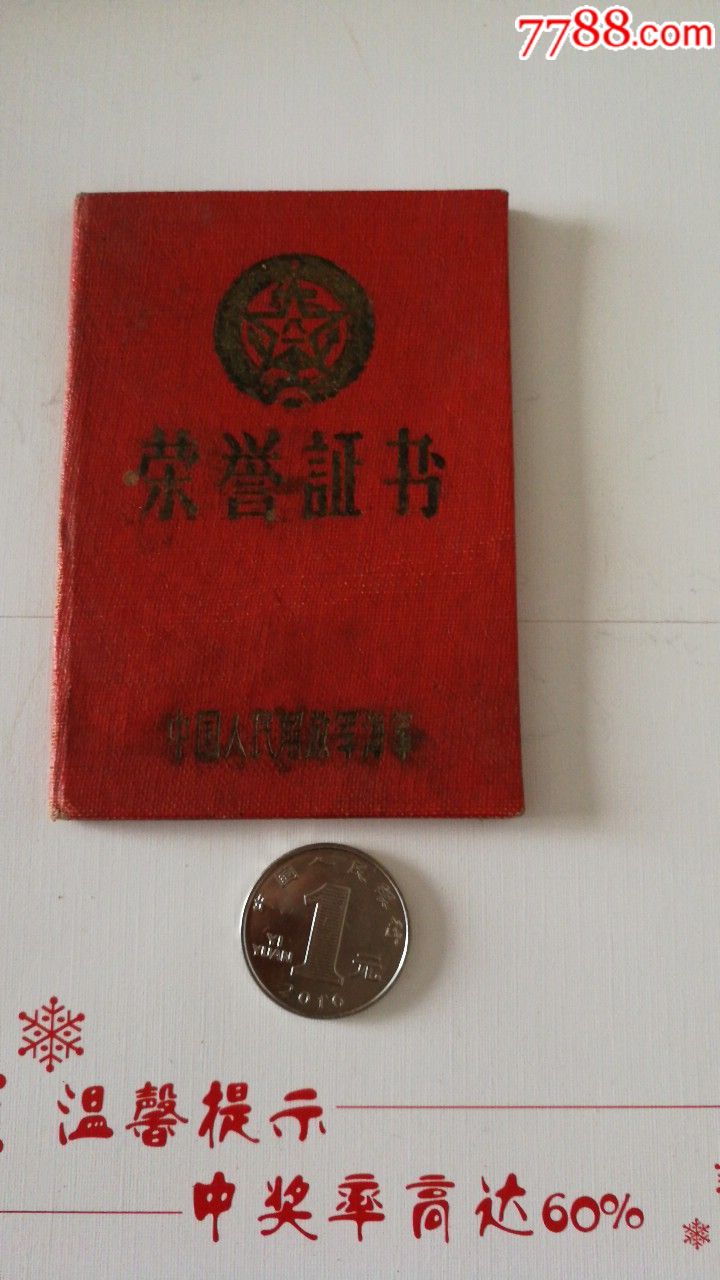 7788.com
荣誉証书
中国人民解放军海军
中国人民银行
1
YI
YUAN
元
2010
温馨提示
中奖率高达60%